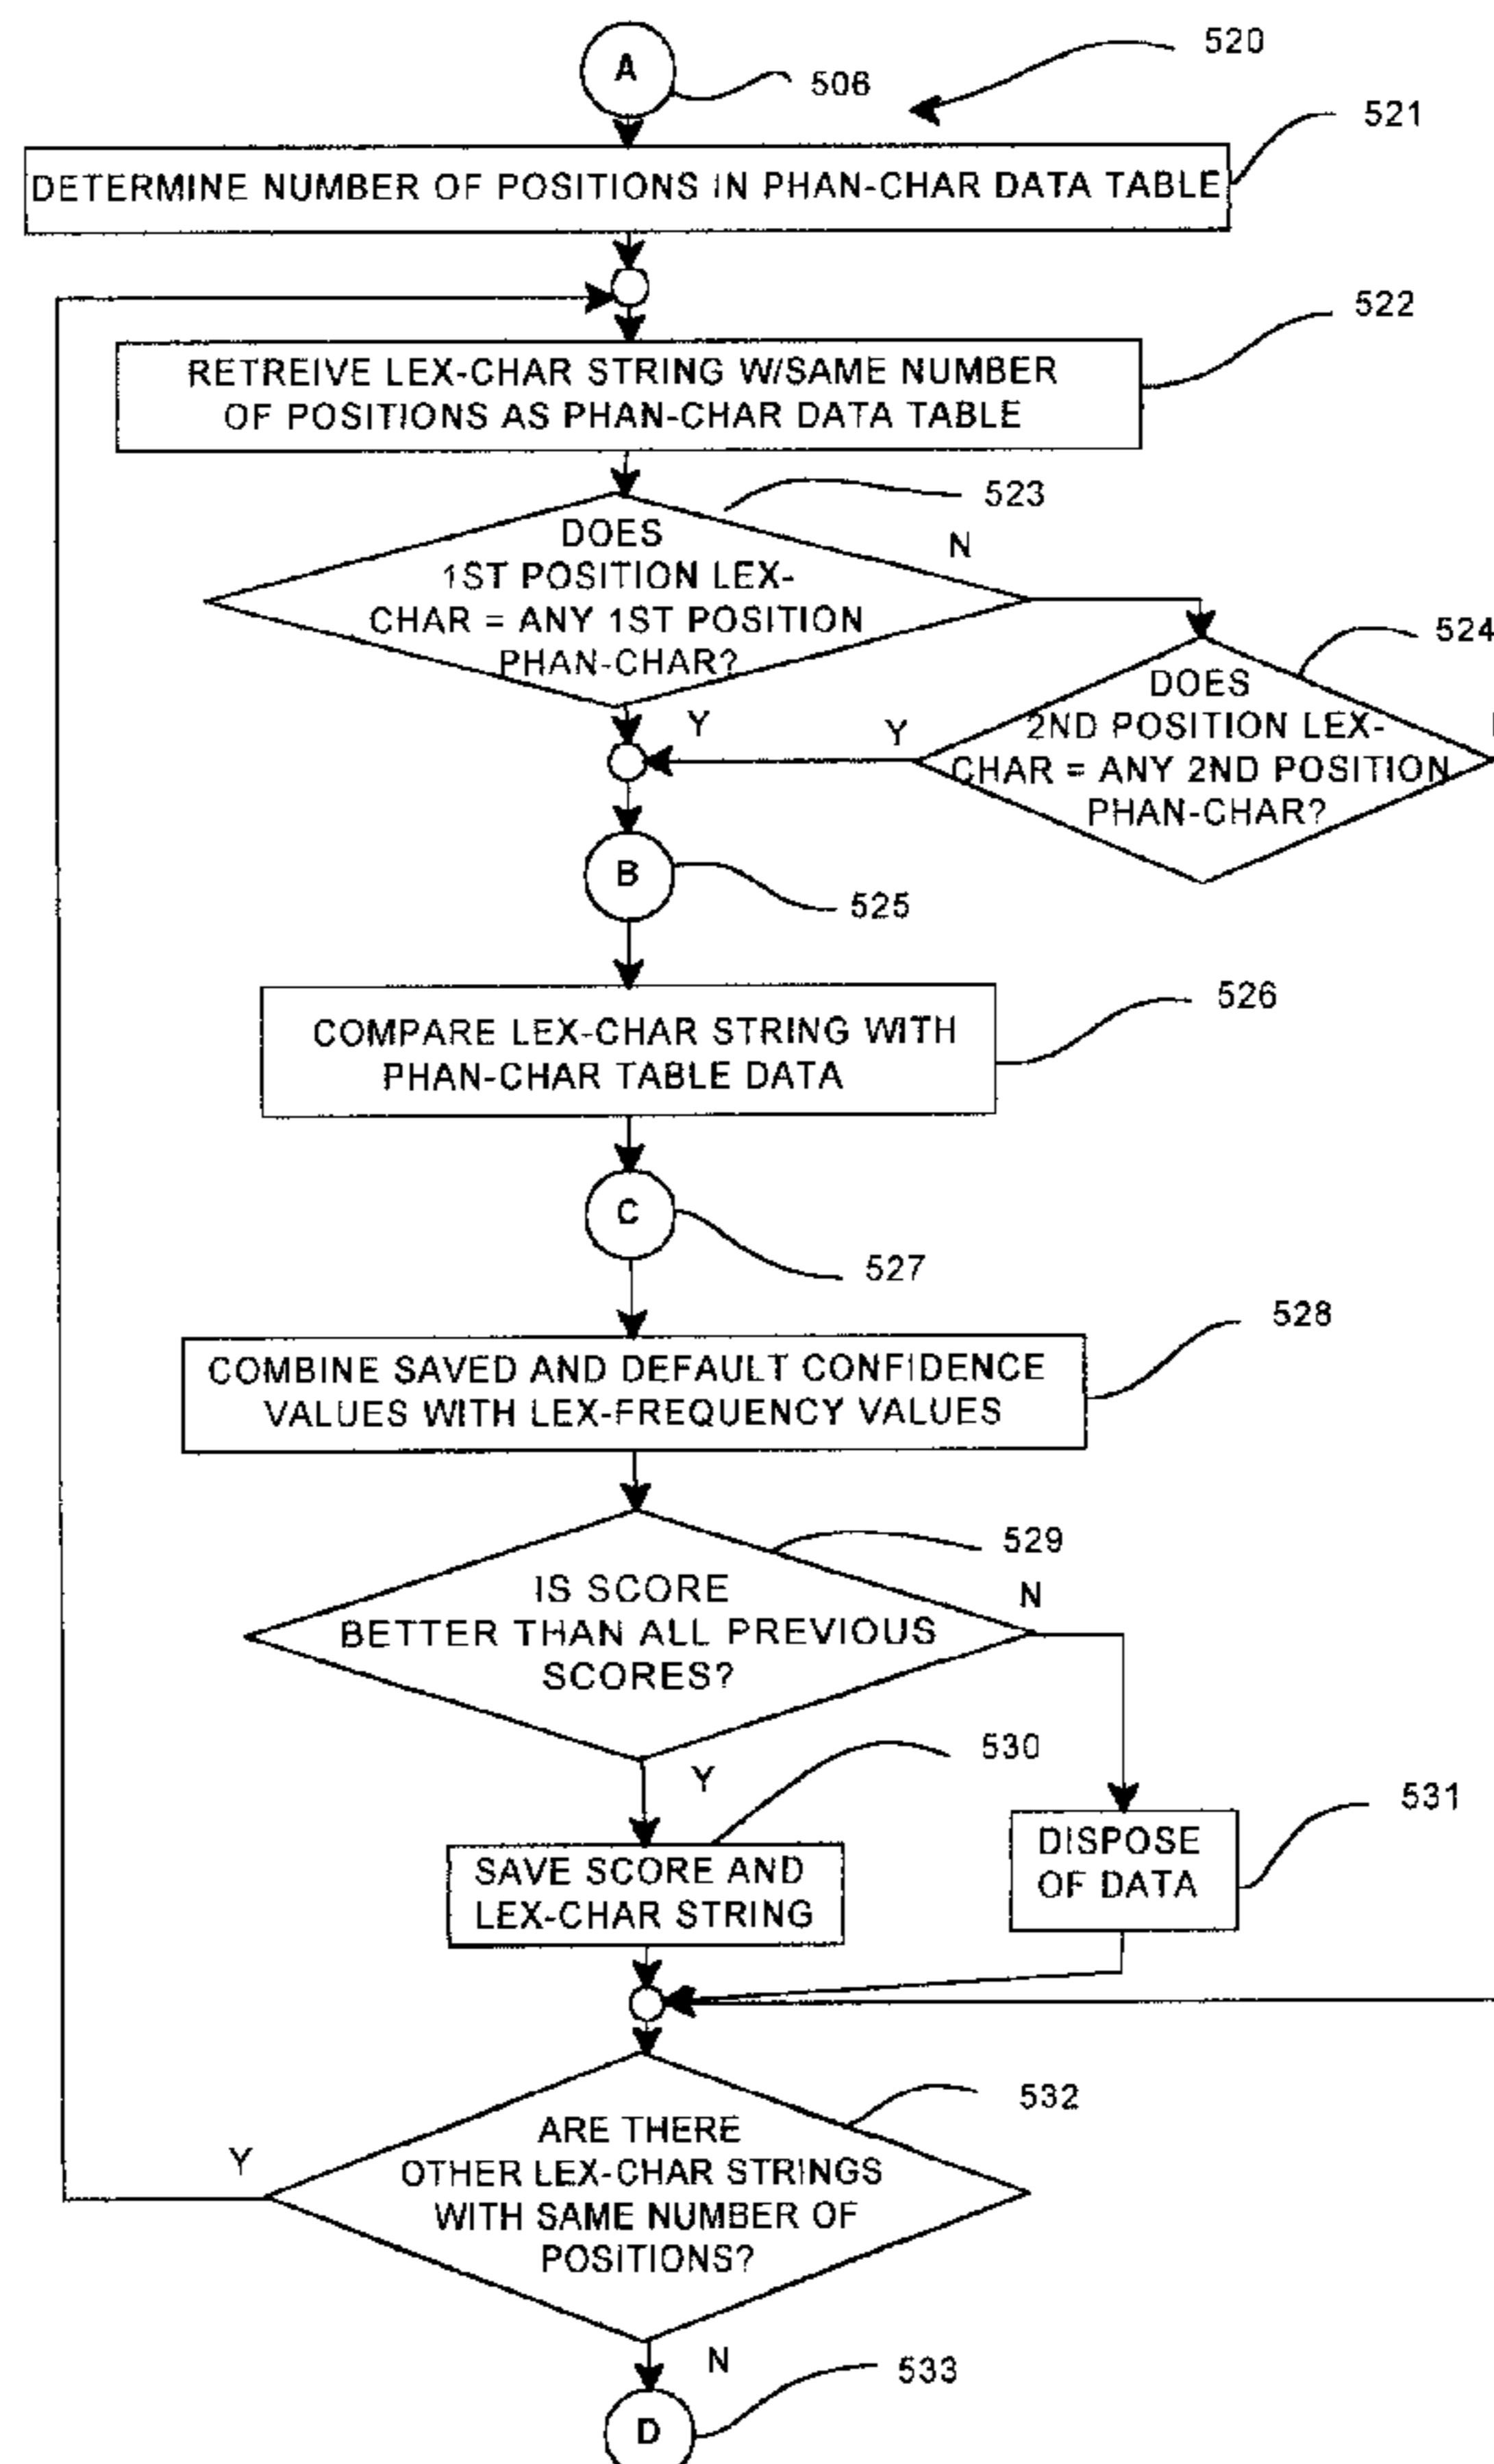 A
506
520
521
DETERMINE NUMBER OF POSITIONS IN PHAN-CHAR DATA TABLE
522
RETREIVE LEX-CHAR STRING W/SAME NUMBER
OF POSITIONS AS PHAN-CHAR DATA TABLE
523
DOES
1ST POSITION LEX-
CHAR = ANY 1ST POSITION
PHAN-CHAR?
N
Y
524
DOES
2ND POSITION LEX-
CHAR = ANY 2ND POSITION
PHAN-CHAR?
Y
B
525
526
COMPARE LEX-CHAR STRING WITH
PHAN-CHAR TABLE DATA
C
527
528
COMBINE SAVED AND DEFAULT CONFIDENCE
VALUES WITH LEX-FREQUENCY VALUES
529
IS SCORE
BETTER THAN ALL PREVIOUS
SCORES?
N
Y
530
SAVE SCORE AND
LEX-CHAR STRING
531
DISPOSE
OF DATA
532
ARE THERE
OTHER LEX-CHAR STRINGS
WITH SAME NUMBER OF
POSITIONS?
Y
N
533
D